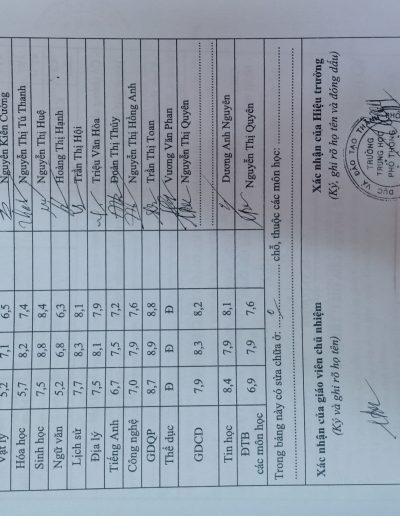 Vật lý 5,2 7,1 6,5 Nguyễn Kiên Cường
Hóa học 5,7 8,2 7,4 Nguyễn Thị Tú Thanh
Sinh học 7,5 8,8 8,4 Nguyễn Thị Huệ
Ngữ văn 5,2 6,8 6,3 Hoàng Thị Hạnh
Lịch sử 7,7 8,3 8,1 Trần Thị Hội
Địa lý 7,5 8,1 7,9 Triệu Văn Hòa
Tiếng Anh 6,7 7,5 7,2 Đoàn Thị Thúy
Công nghệ 7,0 7,9 7,6 Nguyễn Thị Hồng Anh
GDQP 8,7 8,9 8,8 Trần Thị Toan
Thể dục Đ Đ Đ Vương Văn Phan
GDCD 7,9 8,3 8,2 Nguyễn Thị Quyên
Tin học 8,4 7,9 8,1 Dương Anh Nguyên
ĐTB
các môn học 6,9 7,9 7,6 Nguyễn Thị Quyên
Trong bảng này có sửa chữa ở: ............ chỗ, thuộc các môn học: ............
Xác nhận của giáo viên chủ nhiệm
(Ký và ghi rõ họ tên)
Xác nhận của Hiệu trưởng
(Ký, ghi rõ họ tên và đóng dấu)
VÀ ĐÀO TẠO
TRƯỜNG
TRUNG HỌC
PHỔ THÔNG